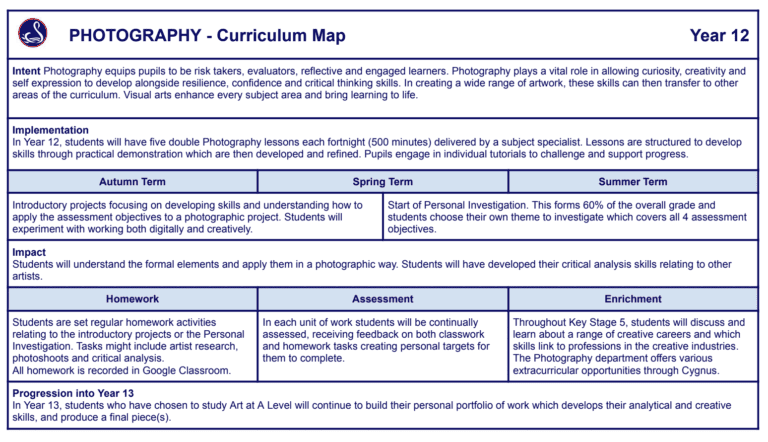 PHOTOGRAPHY - Curriculum Map
Year 12
Intent Photography equips pupils to be risk takers, evaluators, reflective and engaged learners. Photography plays a vital role in allowing curiosity, creativity and
self expression to develop alongside resilience, confidence and critical thinking skills. In creating a wide range of artwork, these skills can then transfer to other
areas of the curriculum. Visual arts enhance every subject area and bring learning to life.
Implementation
In Year 12, students will have five double Photography lessons each fortnight (500 minutes) delivered by a subject specialist. Lessons are structured to develop
skills through practical demonstration which are then developed and refined. Pupils engage in individual tutorials to challenge and support progress.
Autumn Term
Spring Term
Summer Term
Introductory projects focusing on developing skills and understanding how to
apply the assessment objectives to a photographic project. Students will
experiment with working both digitally and creatively.
Start of Personal Investigation. This forms 60% of the overall grade and
students choose their own theme to investigate which covers all 4 assessment
objectives.
Impact
Students will understand the formal elements and apply them in a photographic way. Students will have developed their critical analysis skills relating to other
artists.
Homework
Assessment
Enrichment
Students are set regular homework activities
relating to the introductory projects or the Personal
Investigation. Tasks might include artist research,
photoshoots and critical analysis.
All homework is recorded in Google Classroom.
In each unit of work students will be continually
assessed, receiving feedback on both classwork
and homework tasks creating personal targets for
them to complete.
Throughout Key Stage 5, students will discuss and
learn about a range of creative careers and which
skills link to professions in the creative industries.
The Photography department offers various
extracurricular opportunities through Cygnus.
Progression into Year 13
In Year 13, students who have chosen to study Art at A Level will continue to build their personal portfolio of work which develops their analytical and creative
skills, and produce a final piece(s).